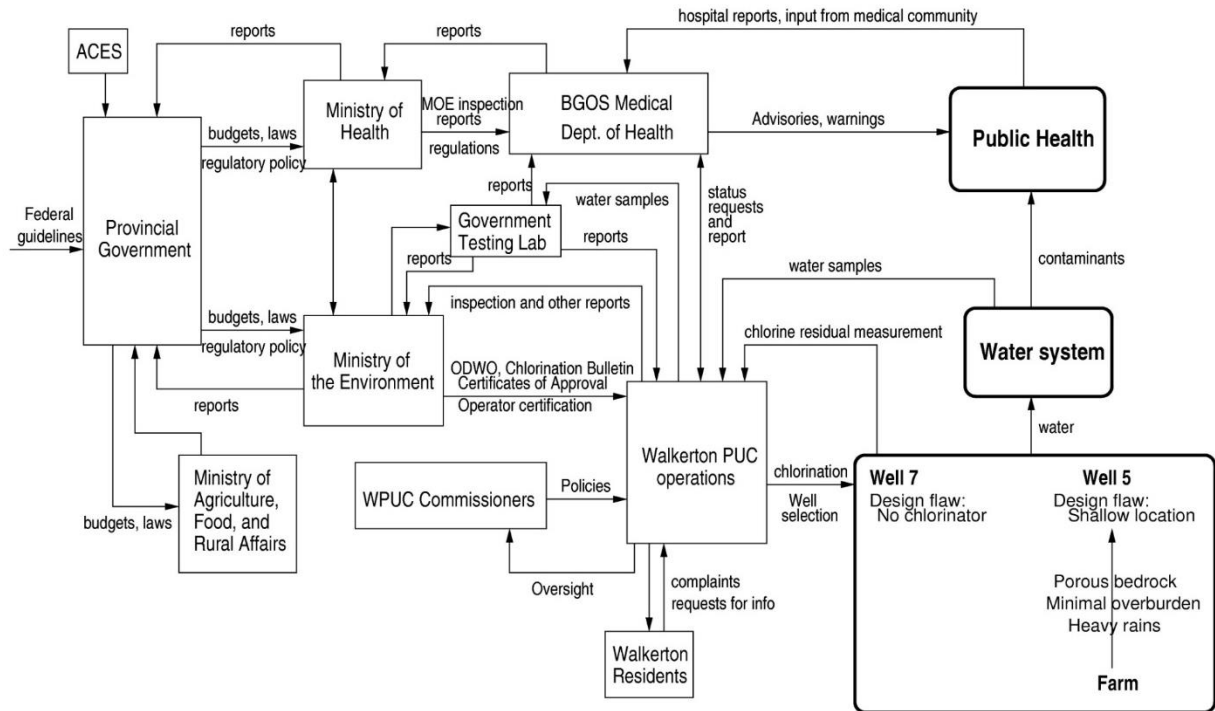 hospital reports, input from medical community
ACES
reports
reports
Ministry of
Health
MOE inspection
reports
regulations
BGOS Medical
Dept. of Health
Advisories, warnings
Public Health
budgets, laws
regulatory policy
Federal
guidelines
Provincial
Government
reports
water samples
status
requests
and
report
Government
Testing Lab
reports
reports
contaminants
water samples
inspection and other reports
budgets, laws
regulatory policy
Ministry of
the Environment
chlorine residual measurement
Water system
ODWO, Chlorination Bulletin
Certificates of Approval
Operator certification
reports
water
Walkerton PUC
operations
Ministry of
Agriculture,
Food, and
Rural Affairs
budgets, laws
WPUC Commissioners
Policies
chlorination
Well
selection
Well 7
Design flaw:
No chlorinator
Well 5
Design flaw:
Shallow location
Oversight
complaints
requests for info
Porous bedrock
Minimal overburden
Heavy rains
Walkerton
Residents
Farm